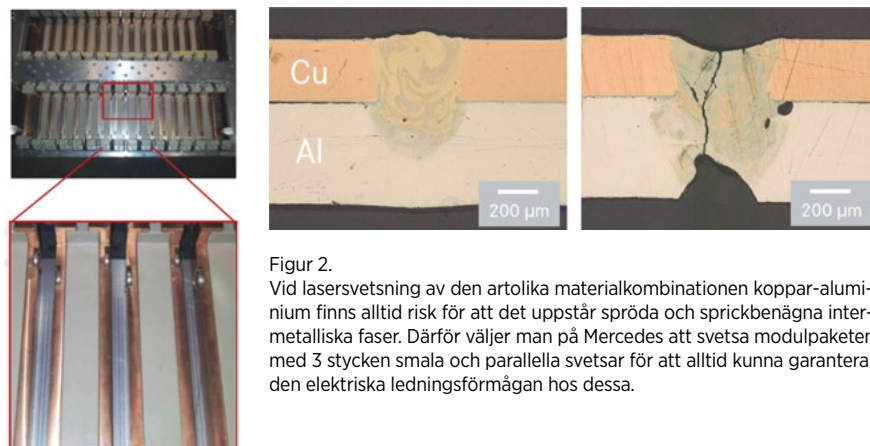 Cu
Al
200 µm
200 µm
Figur 2.
Vid lasersvetsning av den artolika materialkombinationen koppar-alumi-
nium finns alltid risk för att det uppstår spröda och sprickbenägna inter-
metalliska faser. Därför väljer man på Mercedes att svetsa modulpaketen
med 3 stycken smala och parallella svetsar för att alltid kunna garantera
den elektriska ledningsförmågan hos dessa.